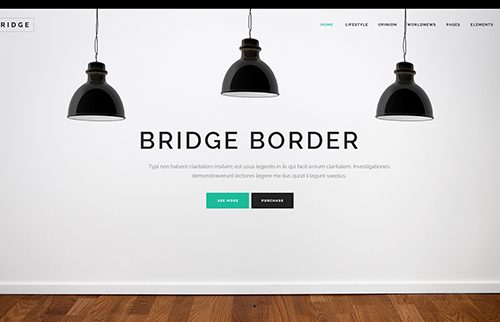 RIDGE
HOME LIFESTYLE OPINION WORLDNEWS PAGES ELEMENTS
BRIDGE BORDER
Typi non habent claritatem insitam; est usus legentis in iis qui facit eorum claritatem. Investigationes
demonstraverunt lectores legere me lius quod ii legunt saepius.
SEE MORE PURCHASE